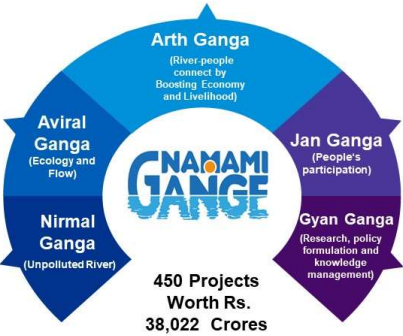 Arth Ganga
(River-people
connect by
Boosting Economy
and Livelihood)
Aviral
Ganga
(Ecology and
Flow)
Jan Ganga
(People's
participation)
NAMAMI
GANGE
Nirmal
Ganga
(Unpolluted River)
Gyan Ganga
(Research, policy
formulation and
knowledge
management)
450 Projects
Worth Rs.
38,022 Crores